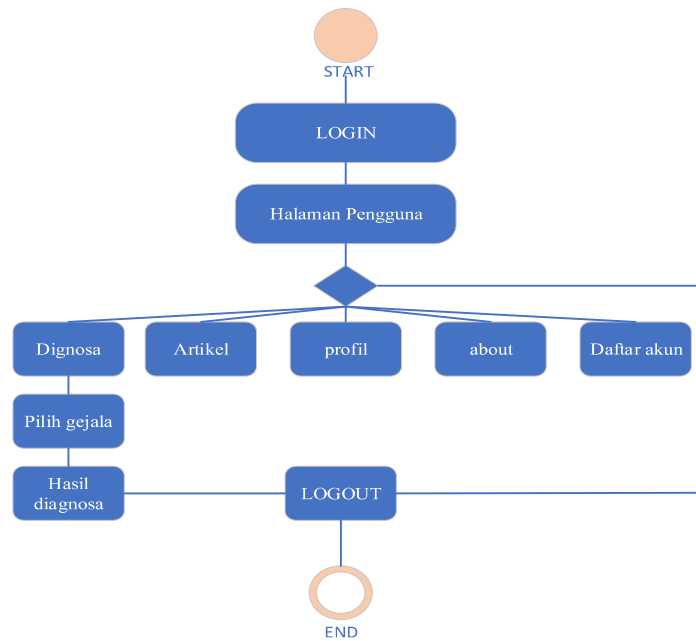 START
LOGIN
Halaman Pengguna
Dignosa
Artikel
profil
about
Daftar akun
Pilih gejala
Hasil
diagnosa
LOGOUT
END